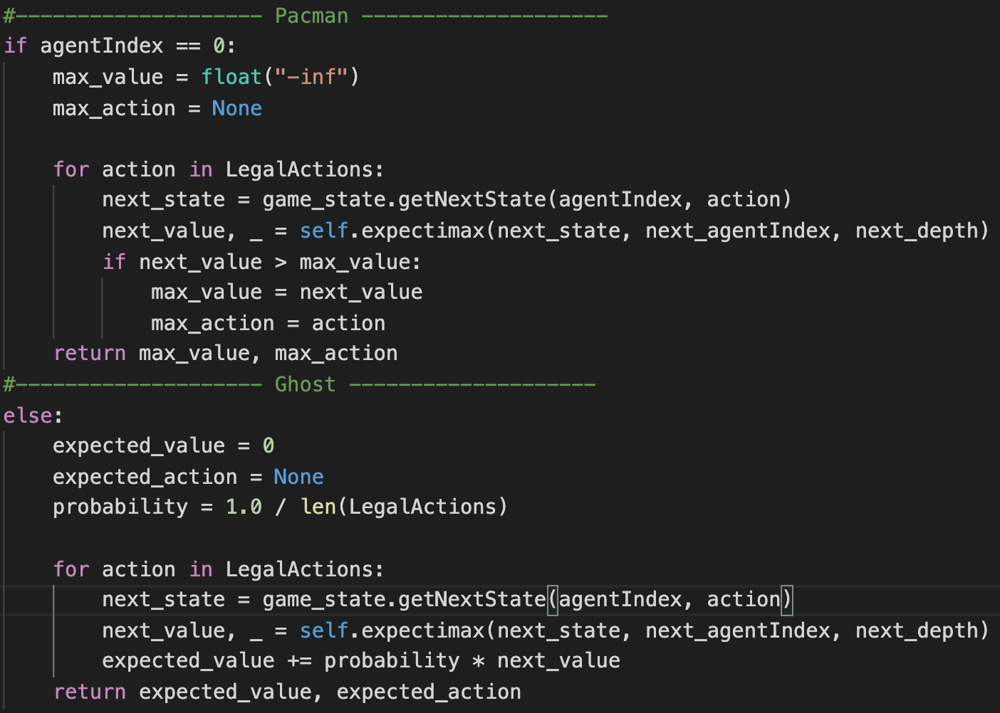 #-------------------- Pacman --------------------
if agentIndex == 0:
    max_value = float("-inf")
    max_action = None

    for action in LegalActions:
        next_state = game_state.getNextState(agentIndex, action)
        next_value, _ = self.expectimax(next_state, next_agentIndex, next_depth)
        if next_value > max_value:
            max_value = next_value
            max_action = action
    return max_value, max_action
#-------------------- Ghost --------------------
else:
    expected_value = 0
    expected_action = None
    probability = 1.0 / len(LegalActions)

    for action in LegalActions:
        next_state = game_state.getNextState(agentIndex, action)
        next_value, _ = self.expectimax(next_state, next_agentIndex, next_depth)
        expected_value += probability * next_value
    return expected_value, expected_action